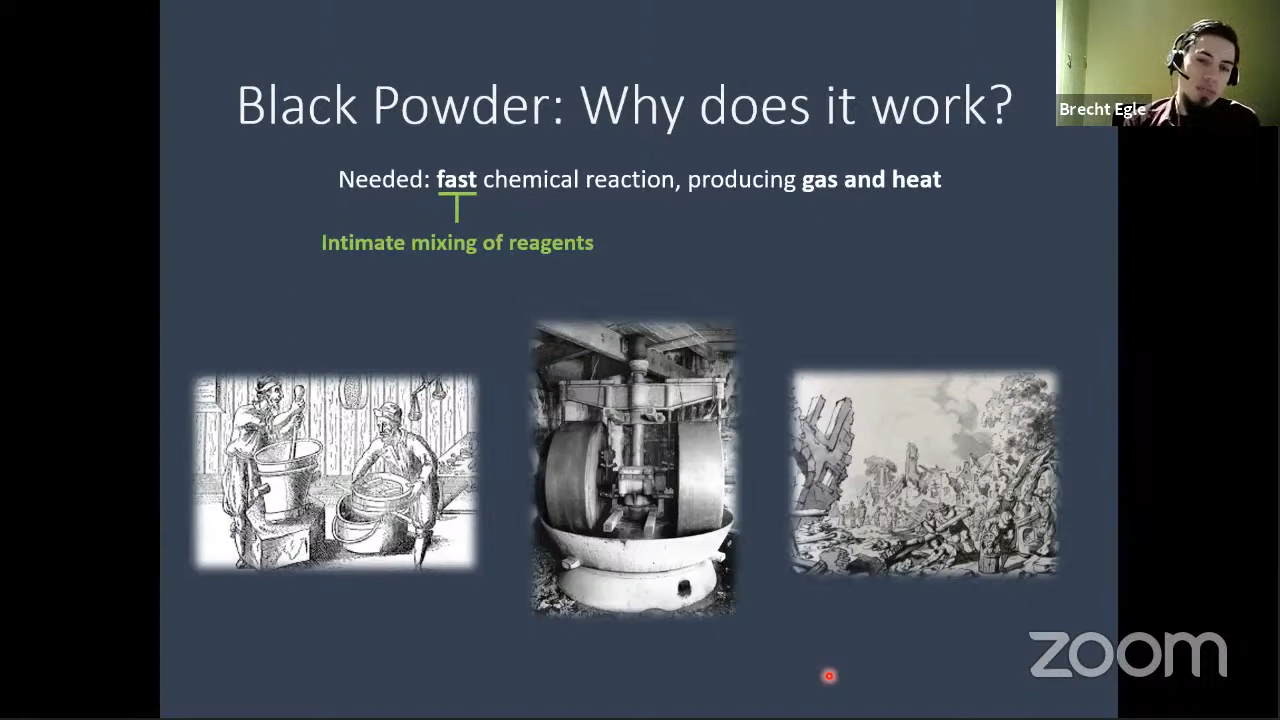 Black Powder: Why does it work?
Brecht Egle
Needed: fast chemical reaction, producing gas and heat
Intimate mixing of reagents
zoom